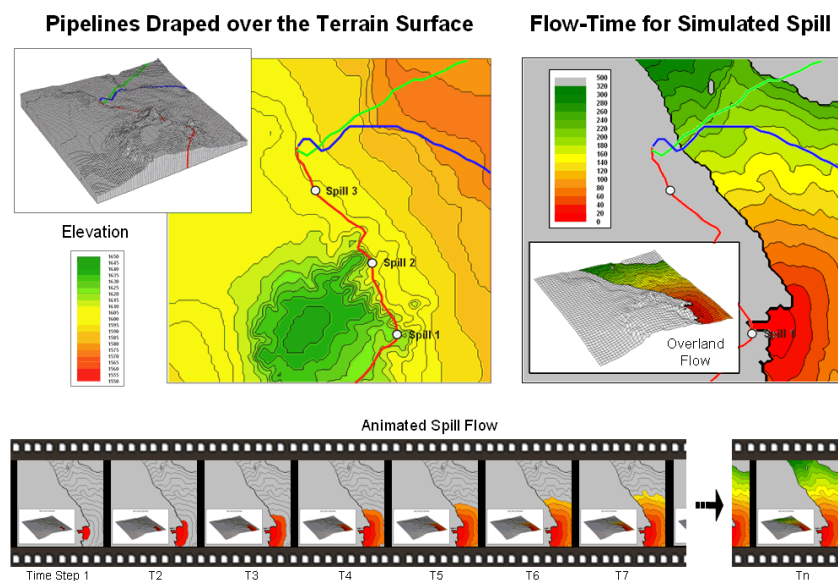 Pipelines Draped over the Terrain Surface
Flow-Time for Simulated Spill
Elevation
1650
1645
1640
1635
1630
1625
1620
1615
1610
1605
1600
1595
1590
1585
1580
1575
1570
1565
1560
1555
1550
Spill 3
Spill 2
Spill 1
500
320
300
280
260
240
220
200
180
160
140
120
100
80
60
40
20
0
Spill 1
Overland
Flow
Animated Spill Flow
Time Step 1
T2
T3
T4
T5
T6
T7
Tn